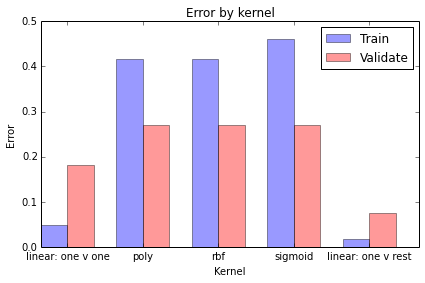 Error by kernel
0.5
0.4
0.3
0.2
0.1
0.0
Error
Train
Validate
linear: one v one
poly
rbf
sigmoid
linear: one v rest
Kernel